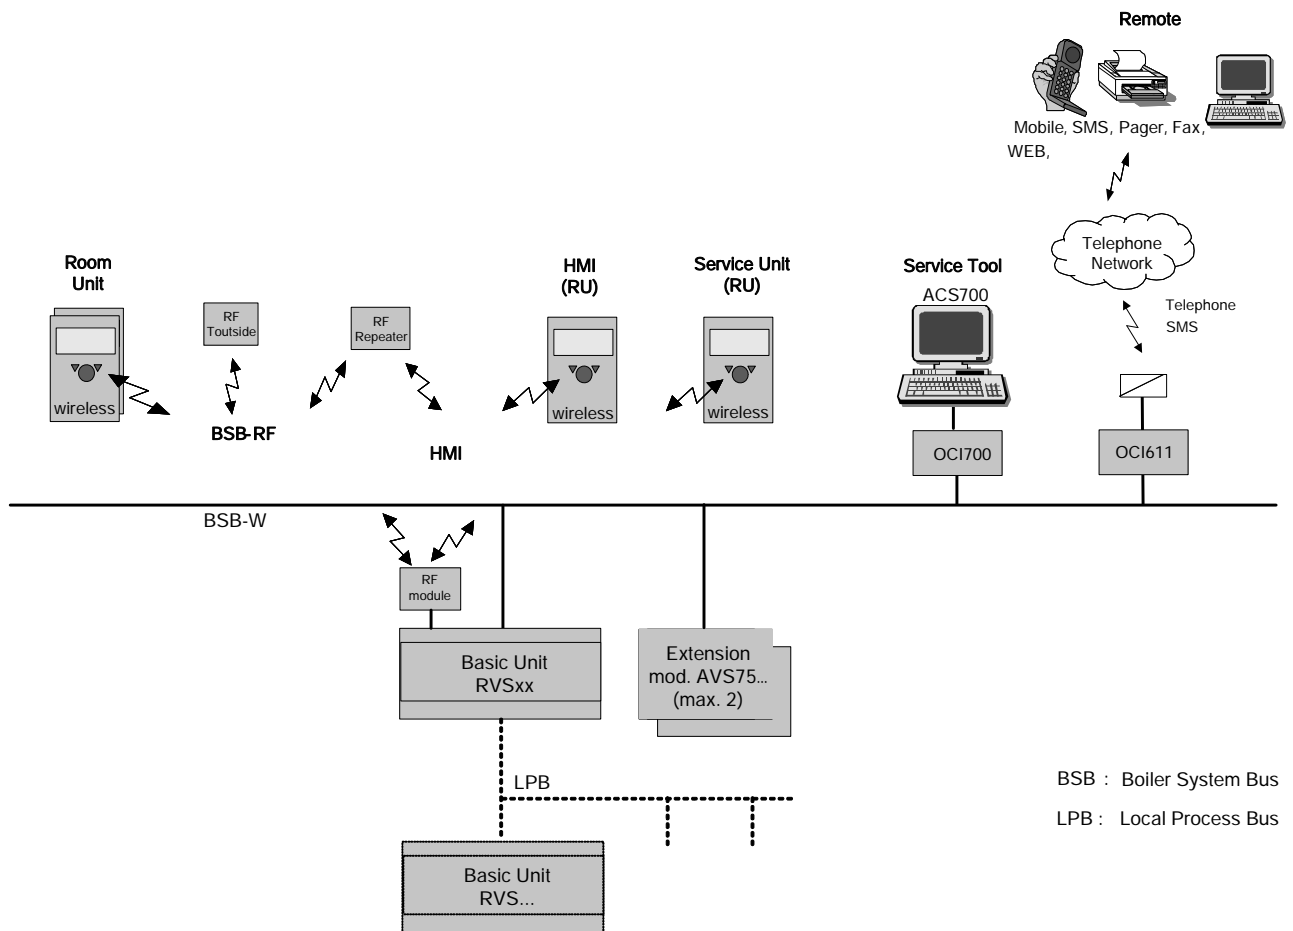 Remote
Mobile, SMS, Pager, Fax,
WEB,
Telephone
Network
Telephone
SMS
Room
Unit
RF
Toutside
RF
Repeater
HMI
(RU)
Service Unit
(RU)
Service Tool
ACS700
wireless
wireless
wireless
BSB-RF
HMI
OCI700
OCI611
BSB-W
RF
module
Basic Unit
RVSxx
Extension
mod. AVS75...
(max. 2)
LPB
BSB : Boiler System Bus
LPB : Local Process Bus
Basic Unit
RVS...